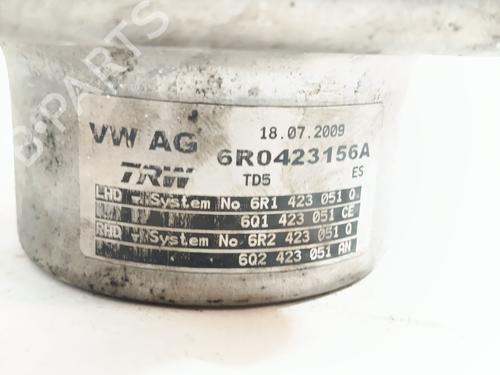 B-PARTS
VW AG 18.07.2009
6R0423156A
TRW TD5 ES
LHD System No 6R1 423 051 Q
6Q1 423 051 CE
RHD System No 6R2 423 051 Q
6Q2 423 051 AN